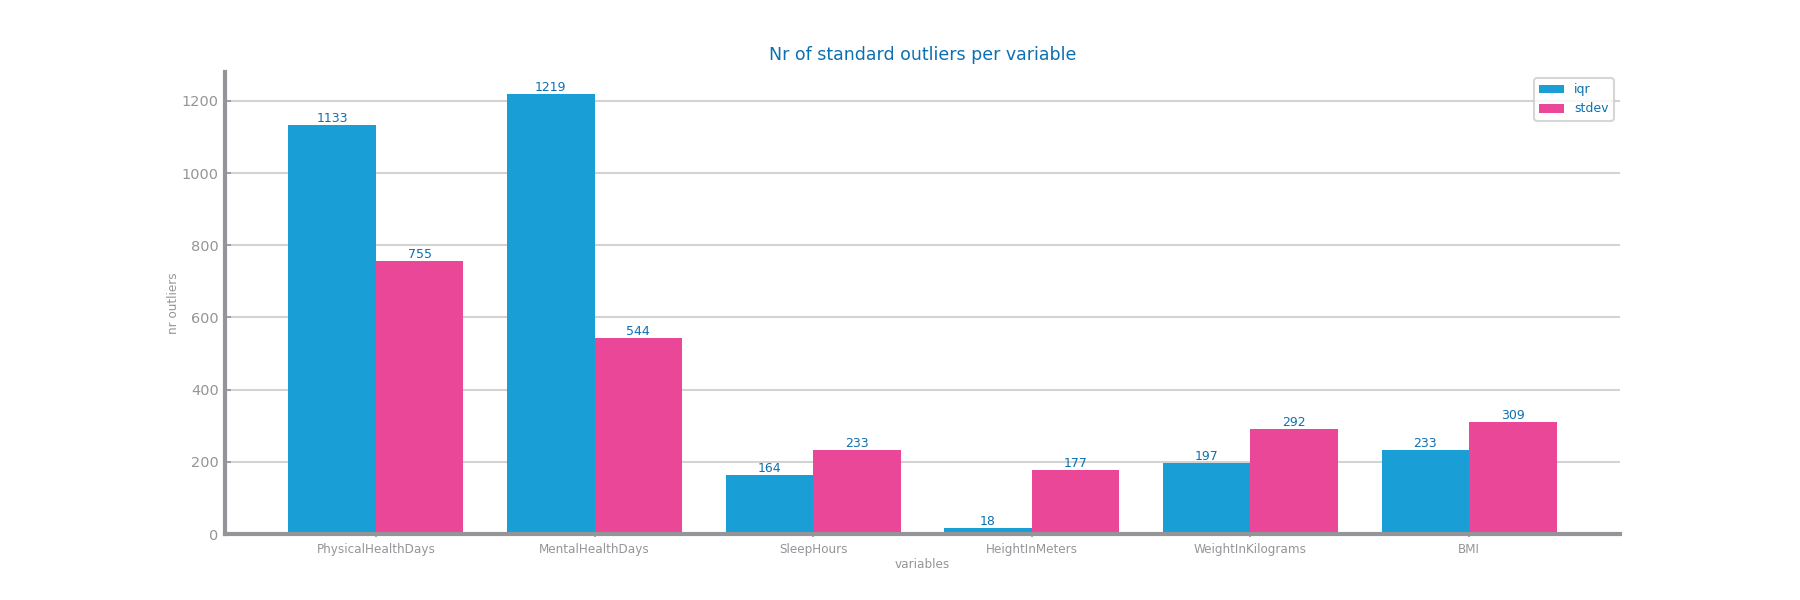 Nr of standard outliers per variable
iqr
stdev
1200
1000
800
600
400
200
0
nr outliers
1133
755
1219
544
164
233
18
177
197
292
233
309
PhysicalHealthDays
MentalHealthDays
SleepHours
HeightInMeters
WeightInKilograms
BMI
variables